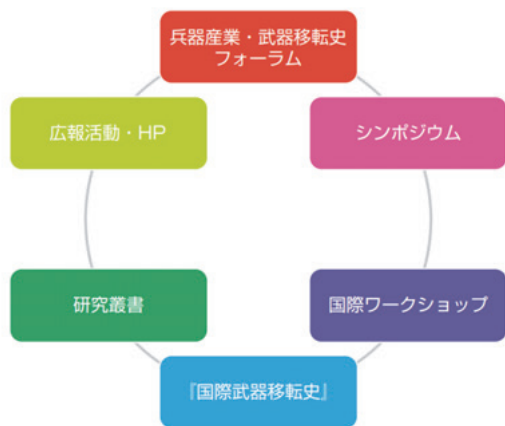 兵器産業・武器移転史
フォーラム
広報活動・HP
シンポジウム
研究叢書
国際ワークショップ
『国際武器移転史』